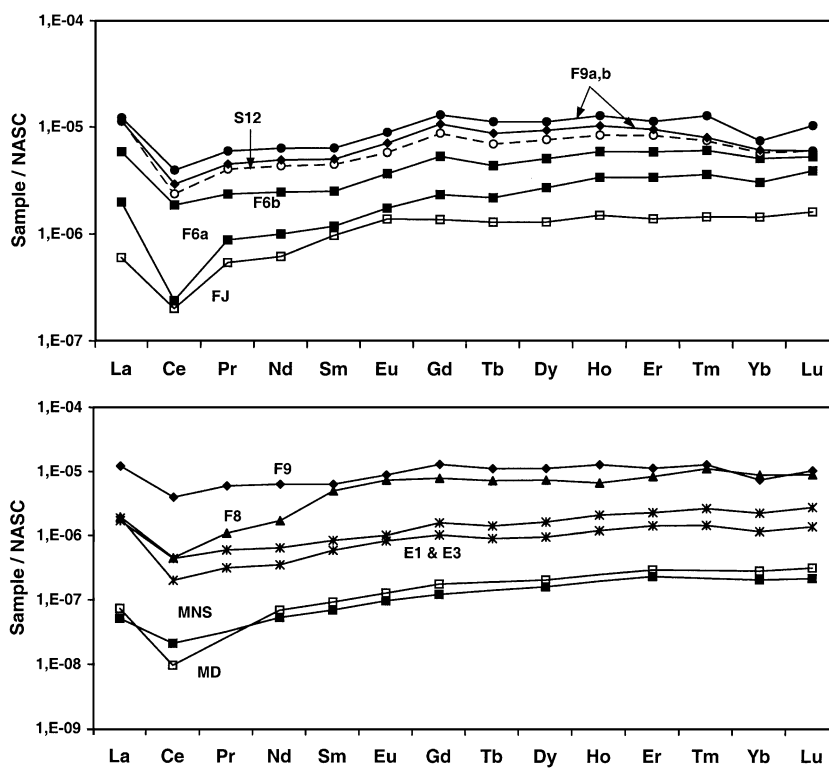 1,E-04
F9a,b
S12
1,E-05
Sample / NASC
F6b
F6a
1,E-06
FJ
1,E-07
La Ce Pr Nd Sm Eu Gd Tb Dy Ho Er Tm Yb Lu
1,E-04
F9
1,E-05
F8
1,E-06
E1 & E3
Sample / NASC
1,E-07
MNS
1,E-08
MD
1,E-09
La Ce Pr Nd Sm Eu Gd Tb Dy Ho Er Tm Yb Lu